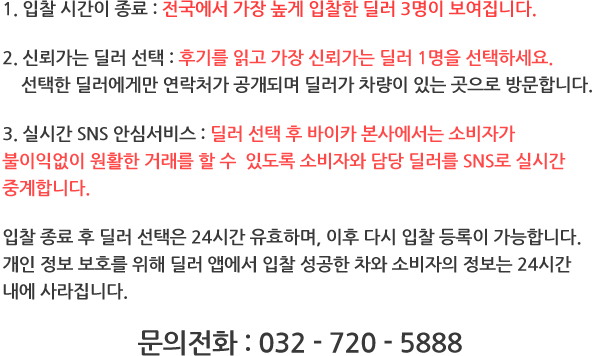 1. 입찰 시간이 종료 : 전국에서 가장 높게 입찰한 딜러 3명이 보여집니다.
2. 신뢰가는 딜러 선택 : 후기를 읽고 가장 신뢰가는 딜러 1명을 선택하세요.
선택한 딜러에게만 연락처가 공개되며 딜러가 차량이 있는 곳으로 방문합니다.
3. 실시간 SNS 안심서비스 : 딜러 선택 후 바이카 본사에서는 소비자가
불이익없이 원활한 거래를 할 수  있도록 소비자와 담당 딜러를 SNS로 실시간
중계합니다.
입찰 종료 후 딜러 선택은 24시간 유효하며, 이후 다시 입찰 등록이 가능합니다.
개인 정보 보호를 위해 딜러 앱에서 입찰 성공한 차와 소비자의 정보는 24시간
내에 사라집니다.
문의전화 : 032 - 720 - 5888